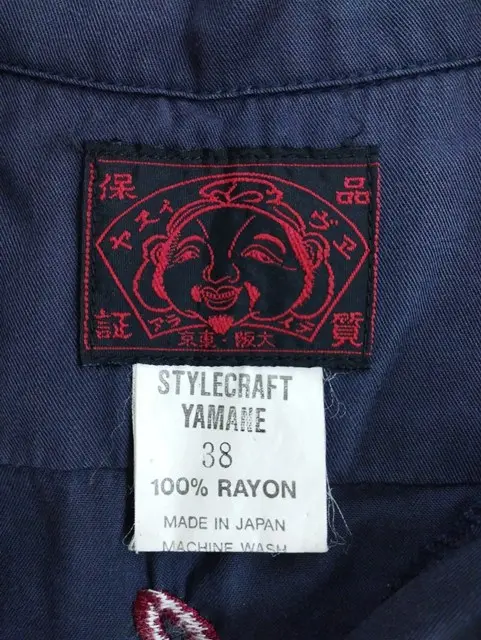 品質
保証
大阪・東京
STYLECRAFT
YAMANE
38
100% RAYON
MADE IN JAPAN
MACHINE WASH